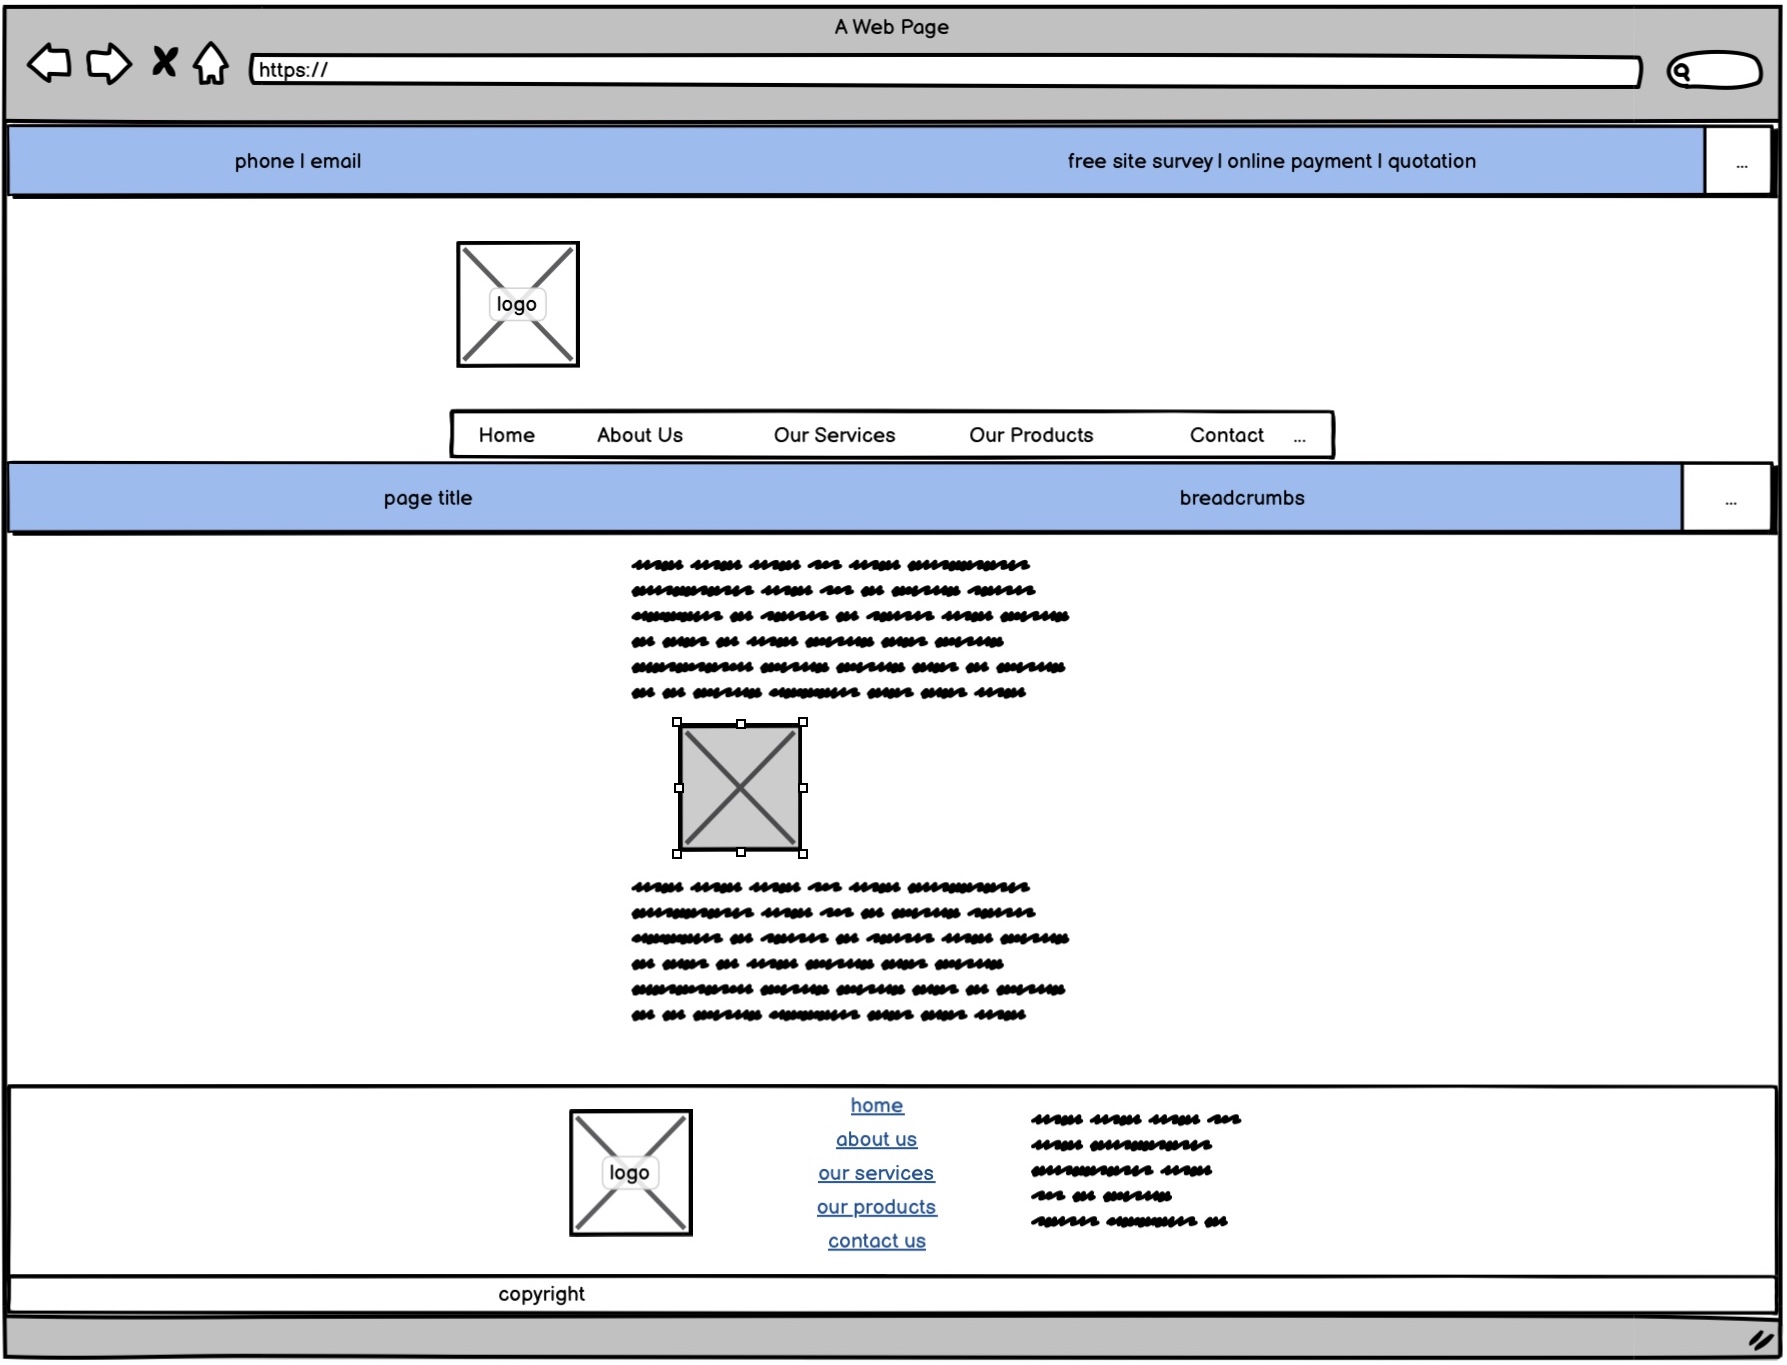 A Web Page
https://
phone | email
free site survey | online payment | quotation
...
logo
Home About Us Our Services Our Products Contact ...
page title
breadcrumbs
...
home
about us
our services
our products
contact us
logo
copyright